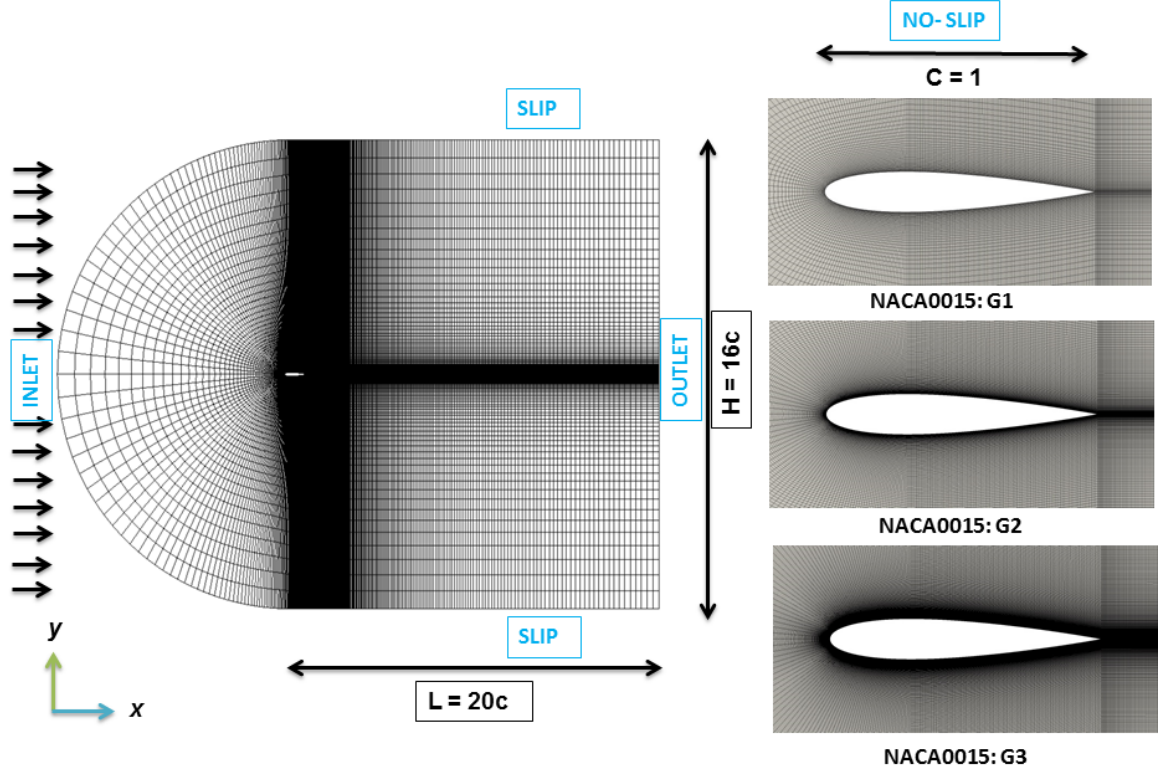 NO- SLIP
C = 1
SLIP
INLET
OUTLET
H = 16c
NACA0015: G1
NACA0015: G2
SLIP
y
x
L = 20c
NACA0015: G3